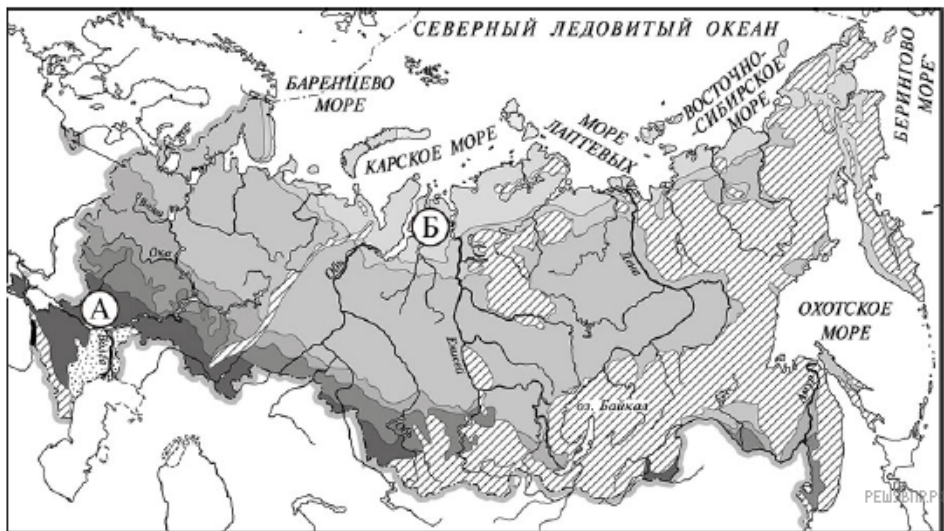 СЕВЕРНЫЙ ЛЕДОВИТЫЙ ОКЕАН
БАРЕНЦЕВО
МОРЕ
КАРСКОЕ МОРЕ
МОРЕ
ЛАПТЕВЫХ
ВОСТОЧНО-
-СИБИРСКОЕ
МОРЕ
БЕРИНГОВО
МОРЕ
Б
Волга
Ока
Лена
А
Волга
Енисей
ОХОТСКОЕ
МОРЕ
оз. Байкал
Амур
РЕШУВПР.Р